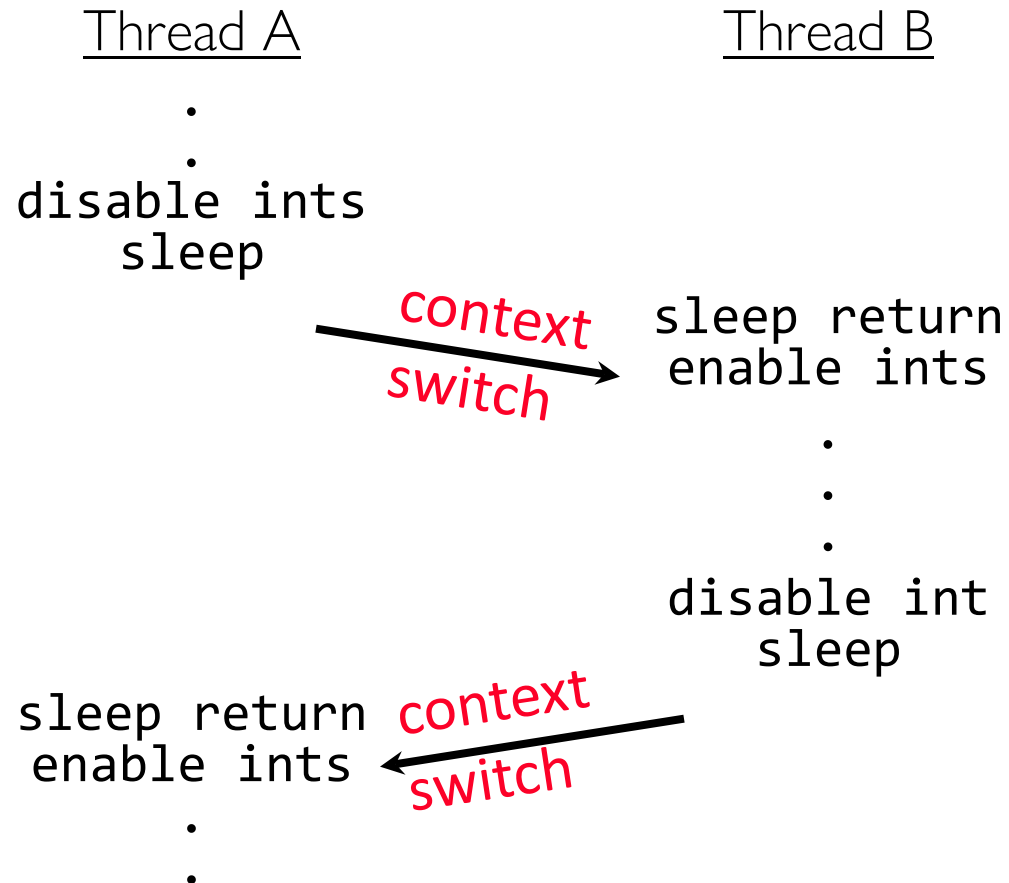 Thread A
Thread B
.
.
disable ints
sleep
context
switch
sleep return
enable ints
.
.
.
disable int
sleep
context
switch
sleep return
enable ints
.
.